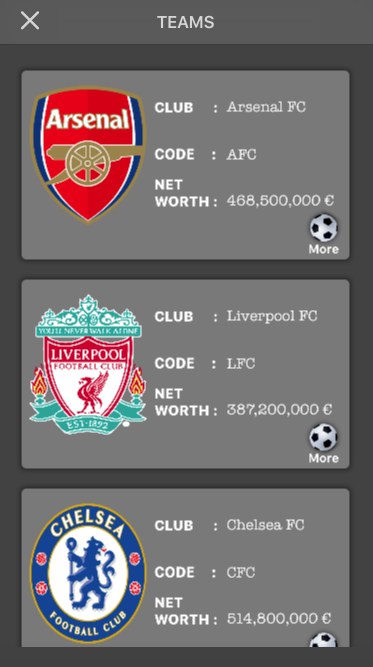 TEAMS
Arsenal
CLUB : Arsenal FC
CODE : AFC
NET
WORTH : 468,500,000 €
More
YOU'LL NEVER WALK ALONE
LIVERPOOL
FOOTBALL CLUB
EST·1892
CLUB : Liverpool FC
CODE : LFC
NET
WORTH : 387,200,000 €
More
CHELSEA
FOOTBALL CLUB
CLUB : Chelsea FC
CODE : CFC
NET
WORTH : 514,800,000 €